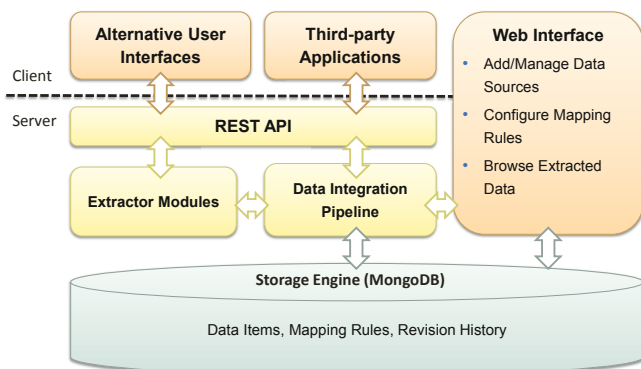 Alternative User
Interfaces
Third-party
Applications
Web Interface
• Add/Manage Data
Sources
• Configure Mapping
Rules
• Browse Extracted
Data
Client
Server
REST API
Extractor Modules
Data Integration
Pipeline
Storage Engine (MongoDB)
Data Items, Mapping Rules, Revision History